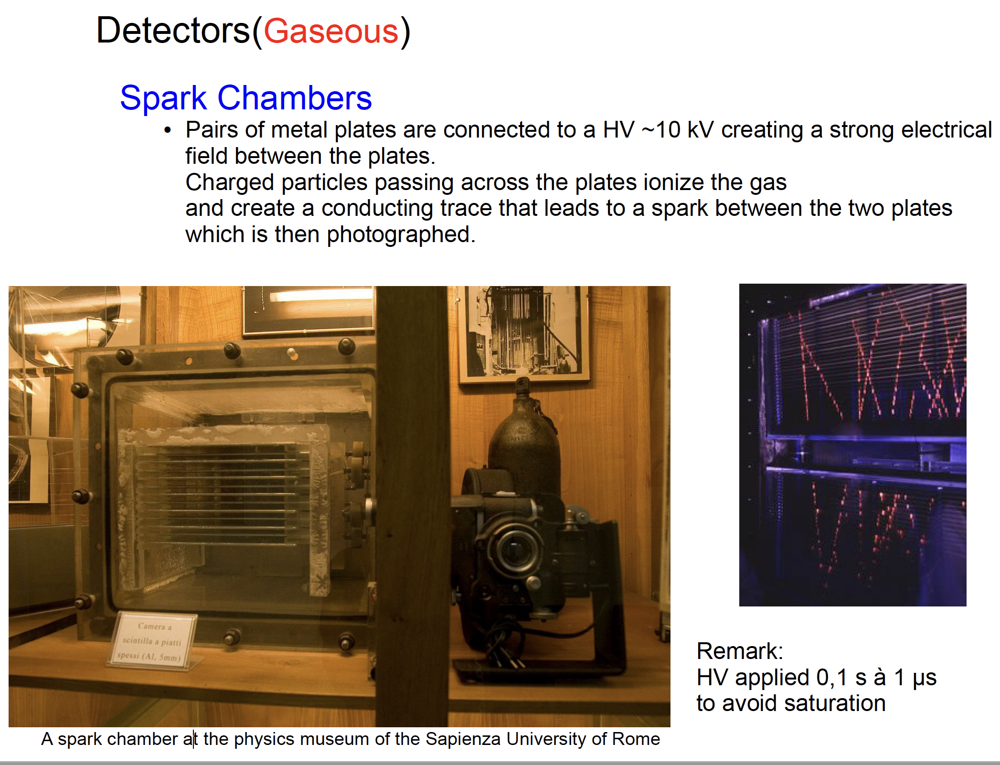 Detectors(Gaseous)
Spark Chambers
• Pairs of metal plates are connected to a HV ~10 kV creating a strong electrical
field between the plates.
Charged particles passing across the plates ionize the gas
and create a conducting trace that leads to a spark between the two plates
which is then photographed.
Camera a
scintilla a piatti
spessi (Al, 5mm)
Remark:
HV applied 0,1 s à 1 μs
to avoid saturation
A spark chamber at the physics museum of the Sapienza University of Rome